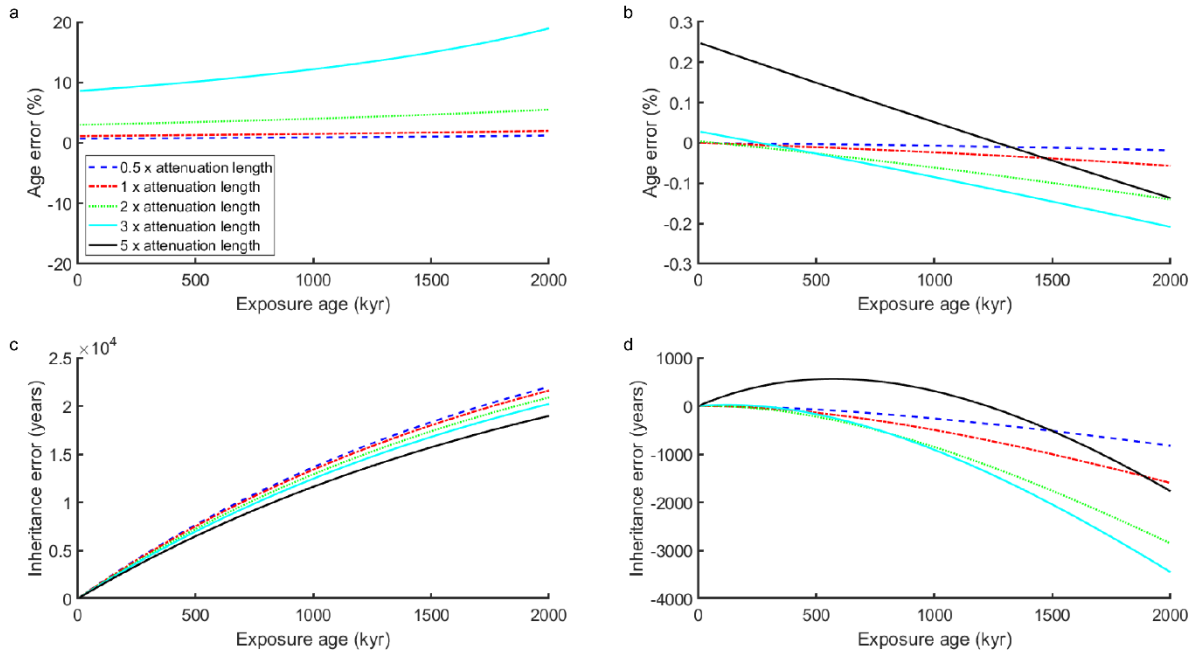 a
20
10
0
-10
-20
Age error (%)
0.5 x attenuation length
1 x attenuation length
2 x attenuation length
3 x attenuation length
5 x attenuation length
0 500 1000 1500 2000
Exposure age (kyr)
b
0.3
0.2
0.1
0
-0.1
-0.2
-0.3
Age error (%)
0 500 1000 1500 2000
Exposure age (kyr)
c
×10⁴
2.5
2
1.5
1
0.5
0
Inheritance error (years)
0 500 1000 1500 2000
Exposure age (kyr)
d
1000
0
-1000
-2000
-3000
-4000
Inheritance error (years)
0 500 1000 1500 2000
Exposure age (kyr)